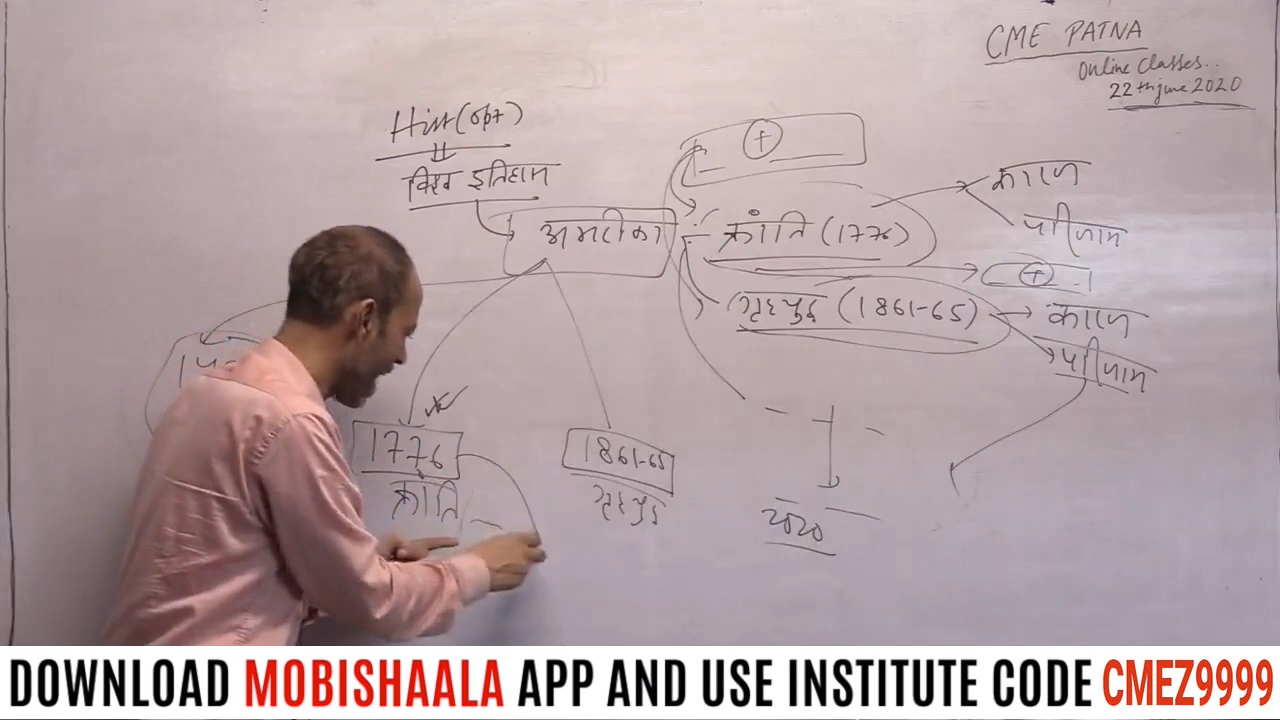 CME PATNA
Online Classes..
22th june 2020
Hist(opt)
विश्व इतिहास
अमरीका
क्रांति (1776)
कारण
परिणाम
गृहयुद्ध (1861-65)
कारण
परिणाम
1776
क्रांति
1861-65
गृहयुद्ध
2020
DOWNLOAD MOBISHAALA APP AND USE INSTITUTE CODE CMEZ9999